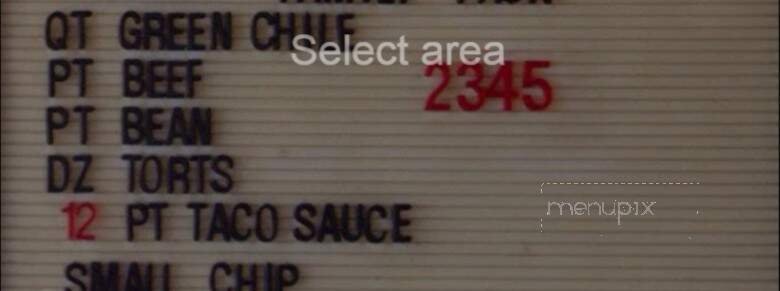 QT GREEN CHILE
Select area
PT BEEF 2345
PT BEAN
DZ TORTS
menupix
12 PT TACO SAUCE
SMALL CHIP